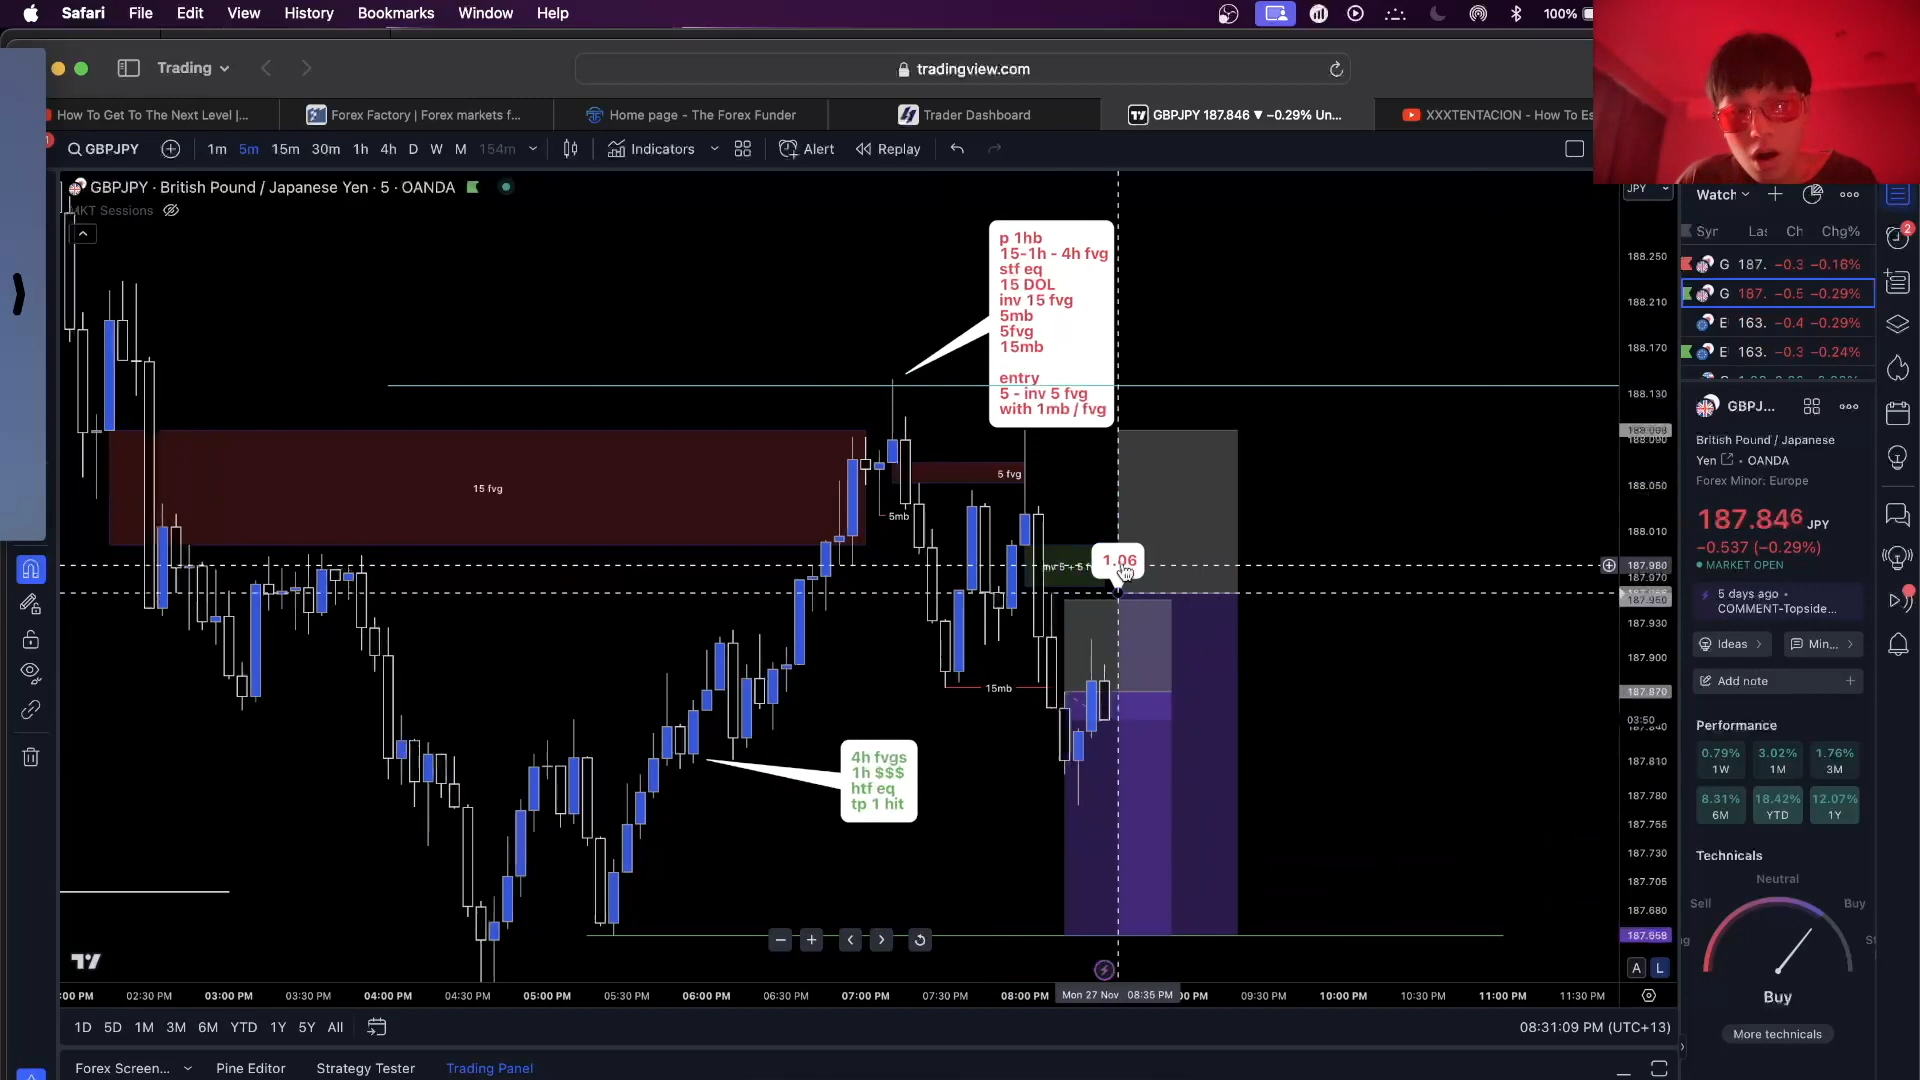 Safari File Edit View History Bookmarks Window Help
100%
Trading
tradingview.com
How To Get To The Next Level |...
Forex Factory | Forex markets f...
Home page - The Forex Funder
Trader Dashboard
GBPJPY 187.846 ▼ −0.29% Un...
XXXTENTACION - How To Es
GBPJPY
1m 5m 15m 30m 1h 4h D W M 154m
Indicators
Alert
Replay
GBPJPY · British Pound / Japanese Yen · 5 · OANDA
MKT Sessions
p 1hb
15-1h - 4h fvg
stf eq
15 DOL
inv 15 fvg
5mb
5fvg
15mb
entry
5 - inv 5 fvg
with 1mb / fvg
15 fvg
5 fvg
5mb
1.06
15mb
4h fvgs
1h $$$
htf eq
tp 1 hit
JPY
188.250
188.210
188.170
188.130
188.090
188.050
188.010
187.980
187.970
187.950
187.930
187.900
187.870
03:50
187.840
187.810
187.780
187.755
187.730
187.705
187.680
187.658
A L
:00 PM 02:30 PM 03:00 PM 03:30 PM 04:00 PM 04:30 PM 05:00 PM 05:30 PM 06:00 PM 06:30 PM 07:00 PM 07:30 PM 08:00 PM Mon 27 Nov 08:35 PM :00 PM 09:30 PM 10:00 PM 10:30 PM 11:00 PM 11:30 PM
1D 5D 1M 3M 6M YTD 1Y 5Y All
08:31:09 PM (UTC+13)
Forex Screen... Pine Editor Strategy Tester Trading Panel
Watch
2
Syr Las Ch Chg%
G 187. −0.3 −0.16%
G 187. −0.5 −0.29%
E 163. −0.4 −0.29%
E 163. −0.3 −0.24%
GBPJ...
British Pound / Japanese
Yen • OANDA
Forex Minor: Europe
187.846 JPY
−0.537 (−0.29%)
MARKET OPEN
5 days ago •
COMMENT-Topside...
Ideas
Min...
Add note
Performance
0.79% 1W
3.02% 1M
1.76% 3M
8.31% 6M
18.42% YTD
12.07% 1Y
Technicals
Neutral
Sell
Buy
Buy
More technicals